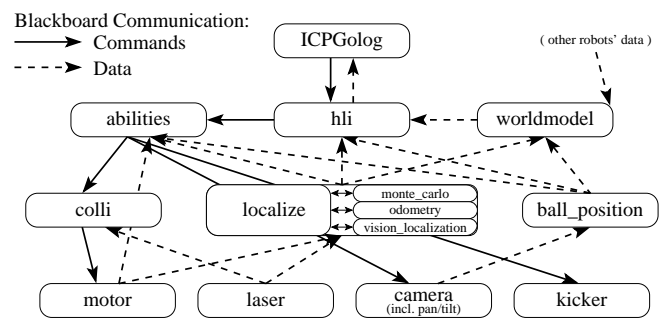 Blackboard Communication:
Commands
Data
ICPGolog
( other robots' data )
abilities
hli
worldmodel
colli
localize
monte_carlo
odometry
vision_localization
ball_position
motor
laser
camera
(incl. pan/tilt)
kicker